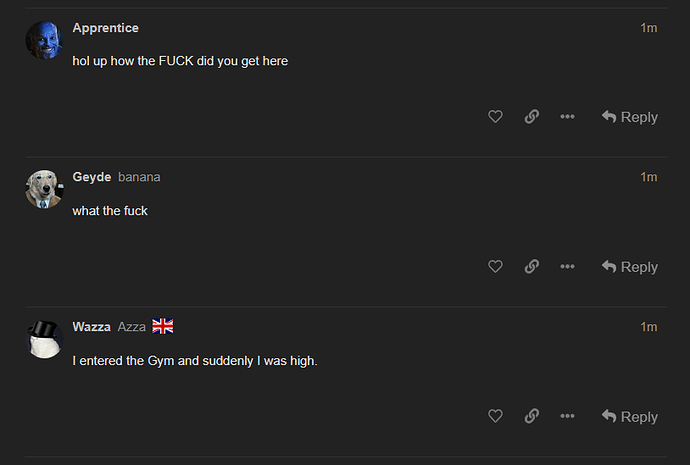 Apprentice 1m
hol up how the FUCK did you get here
Reply
Geyde banana 1m
what the fuck
Reply
Wazza Azza 1m
I entered the Gym and suddenly I was high.
Reply